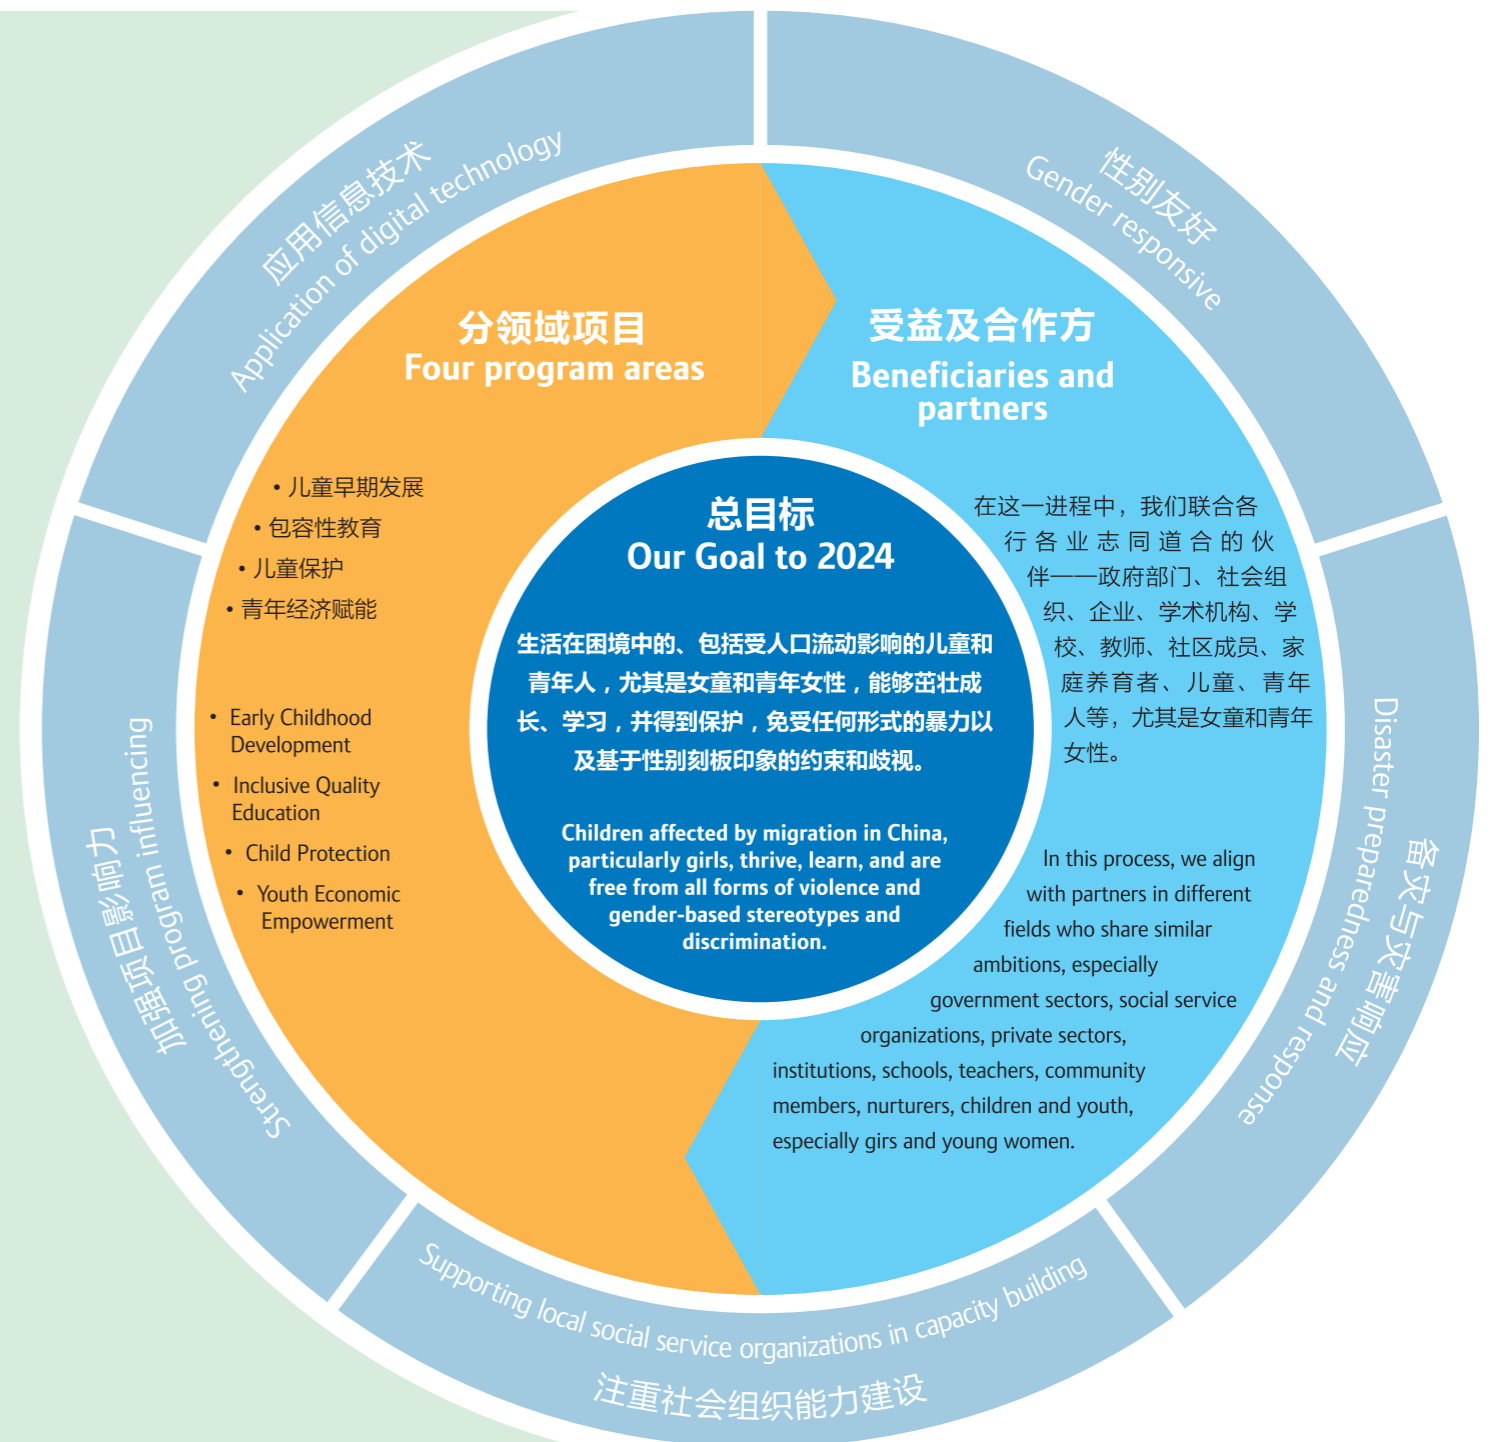 应用信息技术
Application of digital technology
性别友好
Gender responsive
分领域项目
Four program areas
• 儿童早期发展
• 包容性教育
• 儿童保护
• 青年经济赋能
• Early Childhood
Development
• Inclusive Quality
Education
• Child Protection
• Youth Economic
Empowerment
总目标
Our Goal to 2024
生活在困境中的、包括受人口流动影响的儿童和
青年人，尤其是女童和青年女性，能够茁壮成
长、学习，并得到保护，免受任何形式的暴力以
及基于性别刻板印象的约束和歧视。
Children affected by migration in China,
particularly girls, thrive, learn, and are
free from all forms of violence and
gender-based stereotypes and
discrimination.
受益及合作方
Beneficiaries and
partners
在这一进程中，我们联合各
行各业志同道合的伙
伴——政府部门、社会组
织、企业、学术机构、学
校、教师、社区成员、家
庭养育者、儿童、青年
人等，尤其是女童和青年
女性。
In this process, we align
with partners in different
fields who share similar
ambitions, especially
government sectors, social service
organizations, private sectors,
institutions, schools, teachers, community
members, nurturers, children and youth,
especially girs and young women.
备灾与灾害响应
Disaster preparedness and response
加强项目影响力
Strengthening program influencing
Supporting local social service organizations in capacity building
注重社会组织能力建设